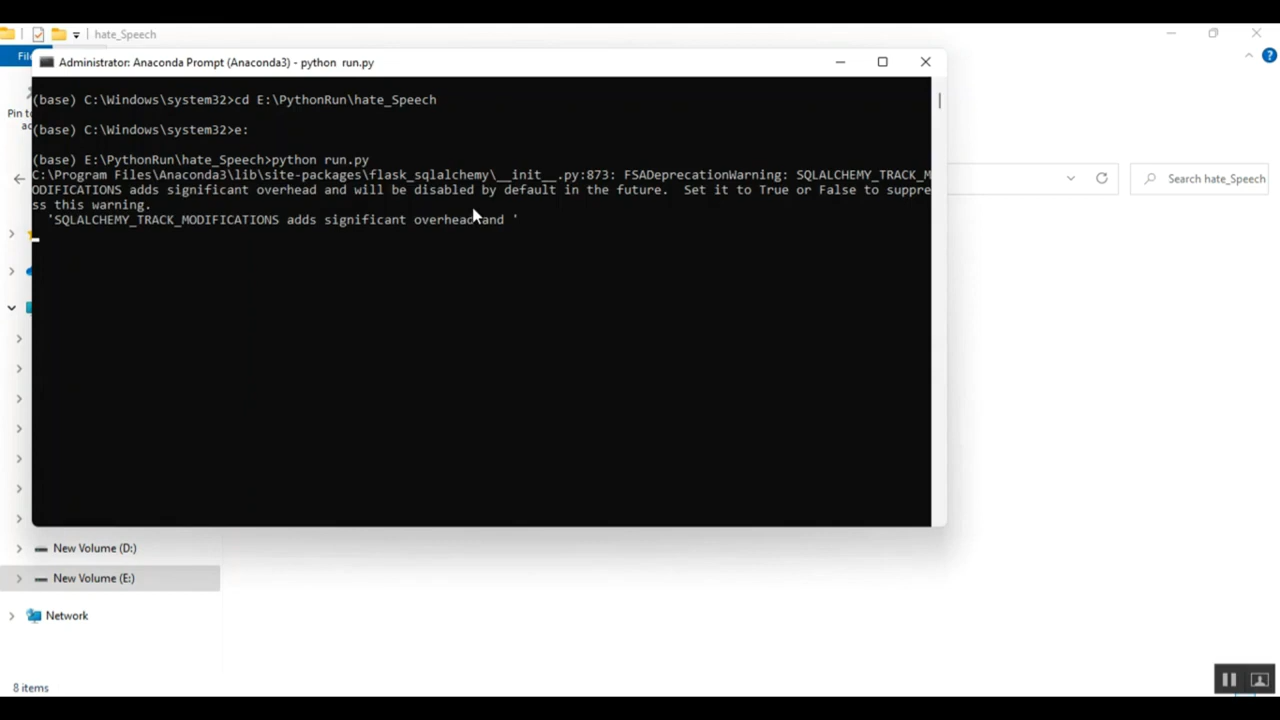 hate_Speech
Administrator: Anaconda Prompt (Anaconda3) - python run.py
(base) C:\Windows\system32>cd E:\PythonRun\hate_Speech
(base) C:\Windows\system32>e:
(base) E:\PythonRun\hate_Speech>python run.py
C:\Program Files\Anaconda3\lib\site-packages\flask_sqlalchemy\__init__.py:873: FSADeprecationWarning: SQLALCHEMY_TRACK_M
ODIFICATIONS adds significant overhead and will be disabled by default in the future.  Set it to True or False to suppre
ss this warning.
'SQLALCHEMY_TRACK_MODIFICATIONS adds significant overhead and '
Search hate_Speech
New Volume (D:)
New Volume (E:)
Network
8 items